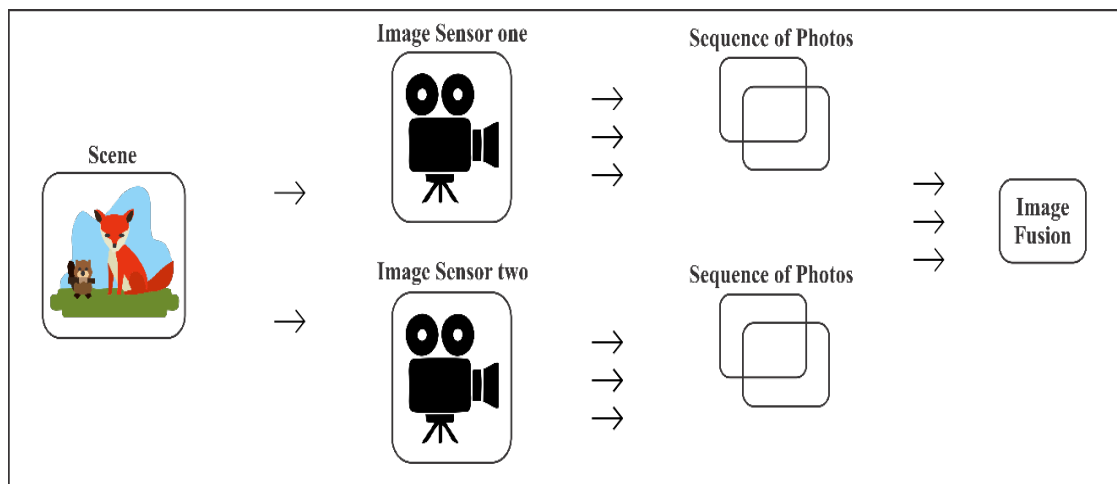 Scene
Image Sensor one
Sequence of Photos
Image Sensor two
Sequence of Photos
Image
Fusion